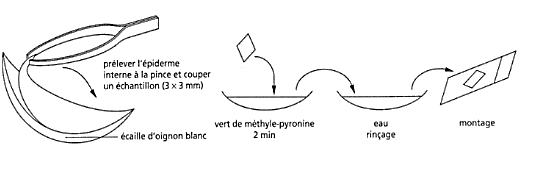 prélever l'épiderme
interne à la pince et couper
un échantillon (3 × 3 mm)
écaille d'oignon blanc
vert de méthyle-pyronine
2 min
eau
rinçage
montage